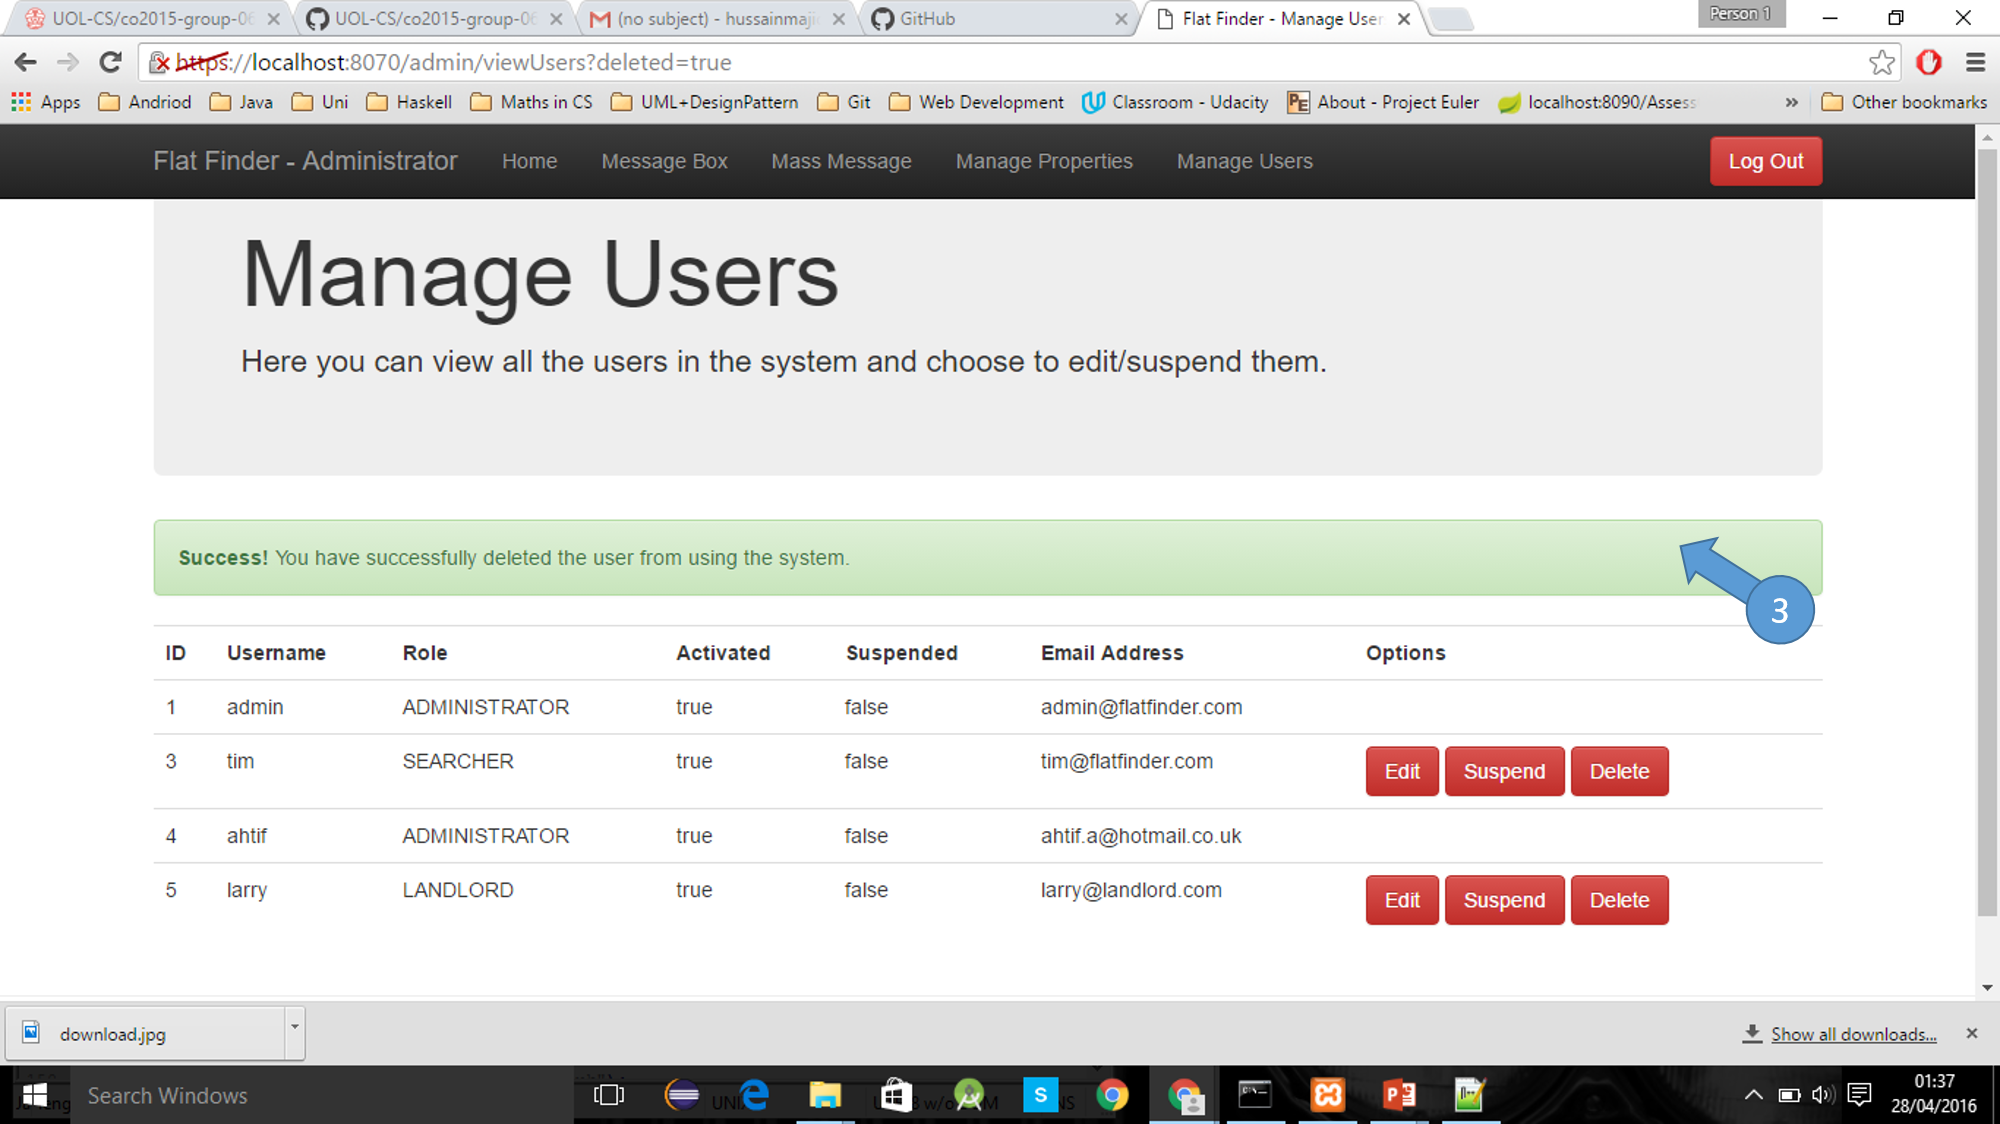 UOL-CS/co2015-group-06
UOL-CS/co2015-group-06
(no subject) - hussainmaji
GitHub
Flat Finder - Manage User
Person 1
https://localhost:8070/admin/viewUsers?deleted=true
Apps Andriod Java Uni Haskell Maths in CS UML+DesignPattern Git Web Development Classroom - Udacity About - Project Euler localhost:8090/Assess » Other bookmarks
Flat Finder - Administrator Home Message Box Mass Message Manage Properties Manage Users Log Out
Manage Users
Here you can view all the users in the system and choose to edit/suspend them.
Success! You have successfully deleted the user from using the system.
3
ID Username Role Activated Suspended Email Address Options
1 admin ADMINISTRATOR true false admin@flatfinder.com
3 tim SEARCHER true false tim@flatfinder.com Edit Suspend Delete
4 ahtif ADMINISTRATOR true false ahtif.a@hotmail.co.uk
5 larry LANDLORD true false larry@landlord.com Edit Suspend Delete
download.jpg
Show all downloads...
Search Windows
01:37
28/04/2016